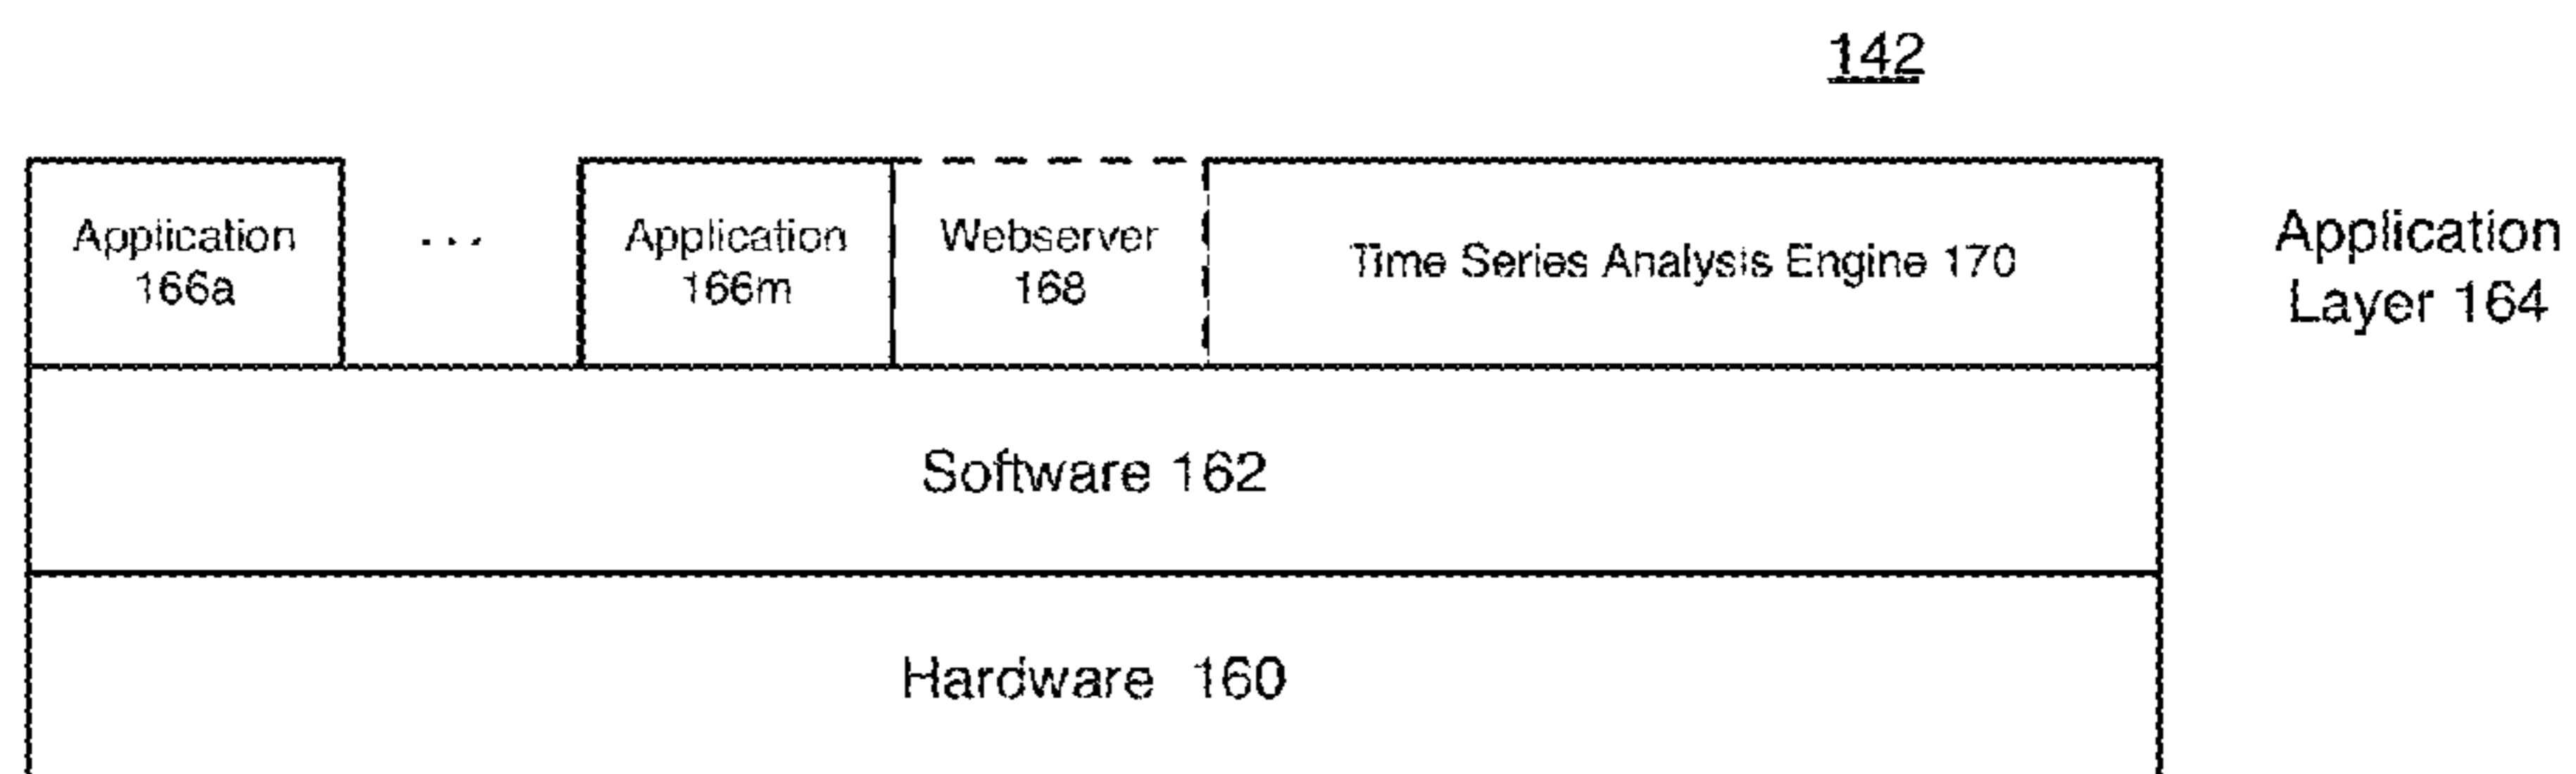 142
Application
166a
...
Application
166m
Webserver
168
Time Series Analysis Engine 170
Application
Layer 164
Software 162
Hardware 160